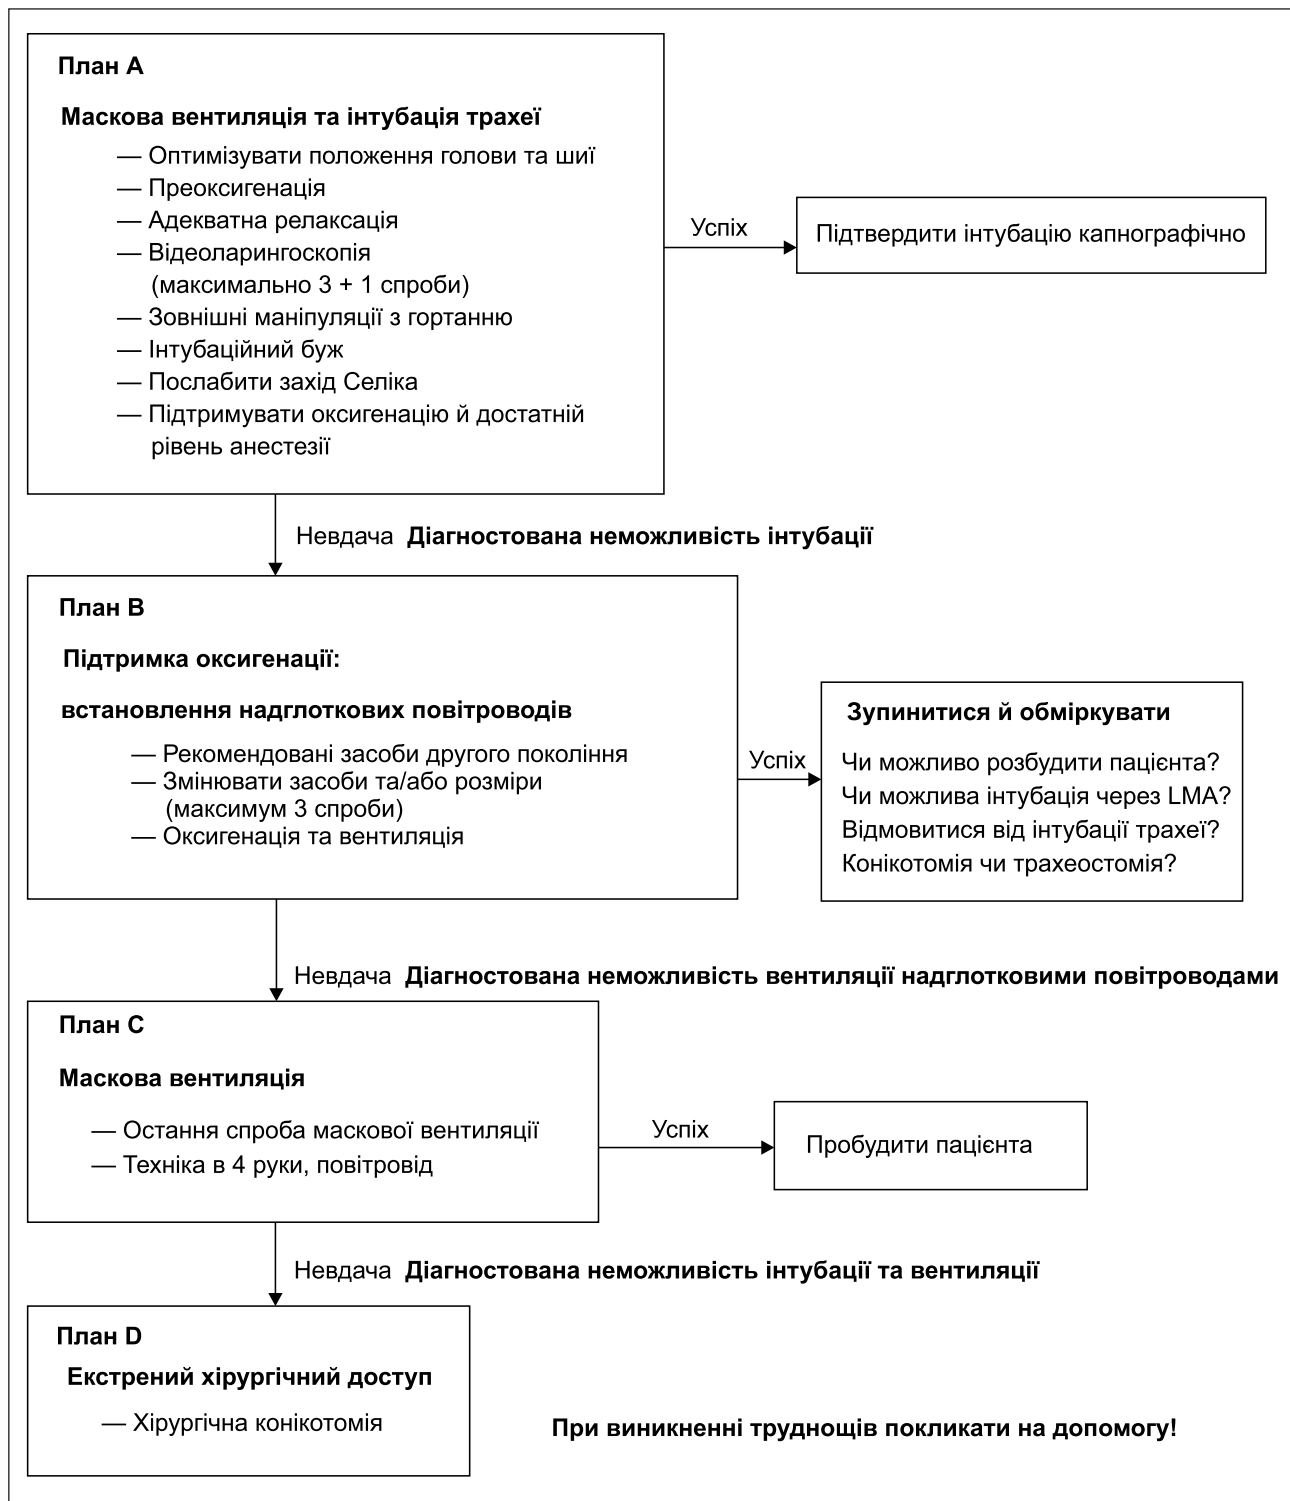 План A
Маскова вентиляція та інтубація трахеї
— Оптимізувати положення голови та шиї
— Преоксигенація
— Адекватна релаксація
— Відеоларингоскопія
(максимально 3 + 1 спроби)
— Зовнішні маніпуляції з гортанню
— Інтубаційний буж
— Послабити захід Селіка
— Підтримувати оксигенацію й достатній
рівень анестезії
Успіх
Підтвердити інтубацію капнографічно
Невдача Діагностована неможливість інтубації
План B
Підтримка оксигенації:
встановлення надглоткових повітроводів
— Рекомендовані засоби другого покоління
— Змінювати засоби та/або розміри
(максимум 3 спроби)
— Оксигенація та вентиляція
Успіх
Зупинитися й обміркувати
Чи можливо розбудити пацієнта?
Чи можлива інтубація через LMA?
Відмовитися від інтубації трахеї?
Конікотомія чи трахеостомія?
Невдача Діагностована неможливість вентиляції надглотковими повітроводами
План C
Маскова вентиляція
— Остання спроба маскової вентиляції
— Техніка в 4 руки, повітровід
Успіх
Пробудити пацієнта
Невдача Діагностована неможливість інтубації та вентиляції
План D
Екстрений хірургічний доступ
— Хірургічна конікотомія
При виникненні труднощів покликати на допомогу!